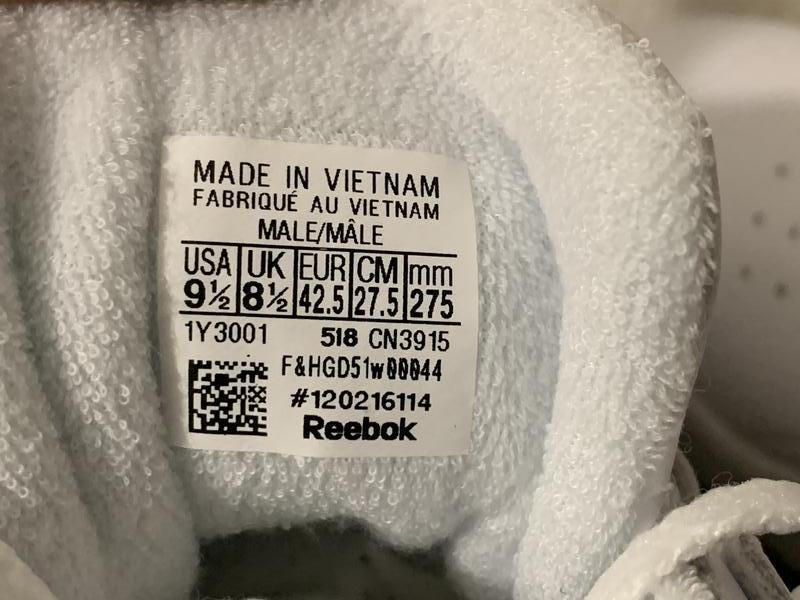 MADE IN VIETNAM
FABRIQUÉ AU VIETNAM
MALE/MÂLE
USA UK EUR CM mm
9½ 8½ 42.5 27.5 275
1Y3001 518 CN3915
F&HGD51w00044
#120216114
Reebok